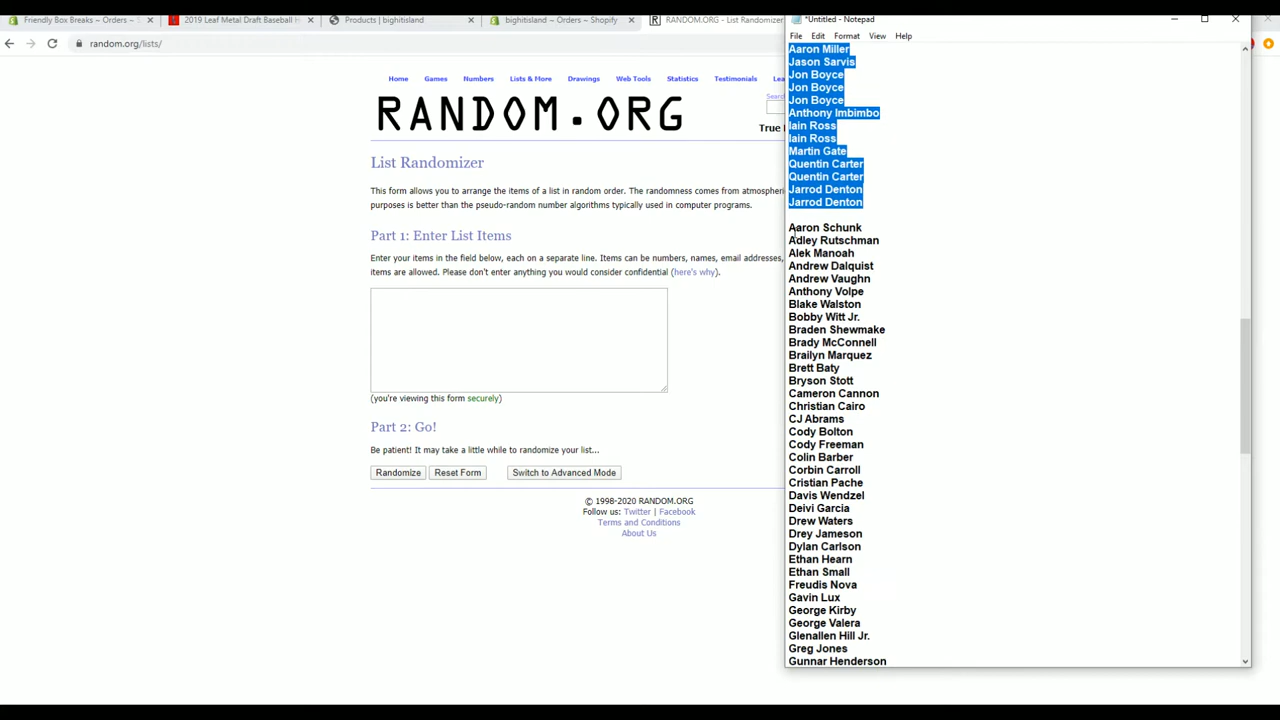 Friendly Box Breaks ~ Orders ~ S
2019 Leaf Metal Draft Baseball H
Products | bighitisland
bighitisland ~ Orders ~ Shopify
RANDOM.ORG - List Randomizer
*Untitled - Notepad
random.org/lists/
File Edit Format View Help
Home Games Numbers Lists & More Drawings Web Tools Statistics Testimonials
Search
RANDOM.ORG
True
List Randomizer
This form allows you to arrange the items of a list in random order. The randomness comes from atmospheri
purposes is better than the pseudo-random number algorithms typically used in computer programs.
Part 1: Enter List Items
Enter your items in the field below, each on a separate line. Items can be numbers, names, email addresses,
items are allowed. Please don't enter anything you would consider confidential (here's why).
(you're viewing this form securely)
Part 2: Go!
Be patient! It may take a little while to randomize your list...
Randomize Reset Form Switch to Advanced Mode
© 1998-2020 RANDOM.ORG
Follow us: Twitter | Facebook
Terms and Conditions
About Us
Aaron Miller
Jason Sarvis
Jon Boyce
Jon Boyce
Jon Boyce
Anthony Imbimbo
Iain Ross
Iain Ross
Martin Gate
Quentin Carter
Quentin Carter
Jarrod Denton
Jarrod Denton
Aaron Schunk
Adley Rutschman
Alek Manoah
Andrew Dalquist
Andrew Vaughn
Anthony Volpe
Blake Walston
Bobby Witt Jr.
Braden Shewmake
Brady McConnell
Brailyn Marquez
Brett Baty
Bryson Stott
Cameron Cannon
Christian Cairo
CJ Abrams
Cody Bolton
Cody Freeman
Colin Barber
Corbin Carroll
Cristian Pache
Davis Wendzel
Deivi Garcia
Drew Waters
Drey Jameson
Dylan Carlson
Ethan Hearn
Ethan Small
Freudis Nova
Gavin Lux
George Kirby
George Valera
Glenallen Hill Jr.
Greg Jones
Gunnar Henderson